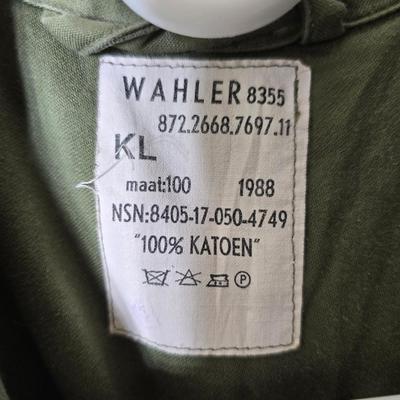 WAHLER 8355
872.2668.7697.11
KL
maat:100 1988
NSN:8405-17-050-4749
"100% KATOEN"
P